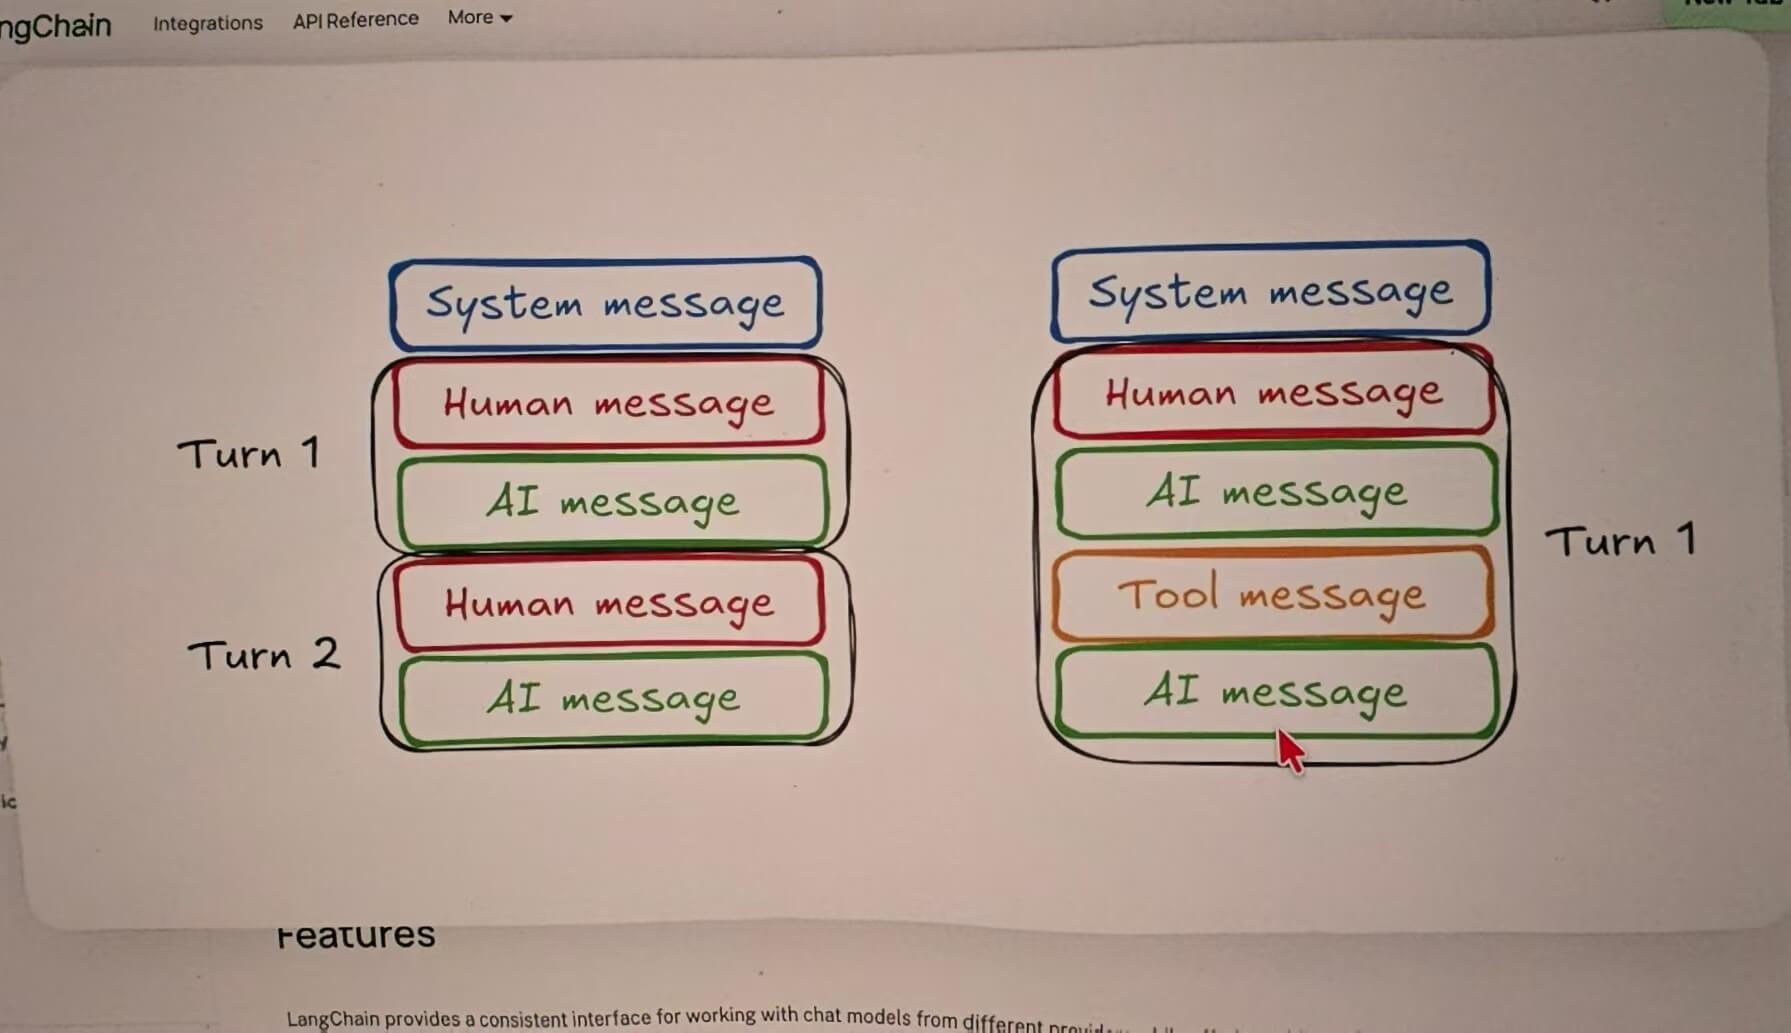 ngChain Integrations API Reference More
System message
Human message
AI message
Turn 1
Human message
AI message
Turn 2
System message
Human message
AI message
Tool message
AI message
Turn 1
Features
LangChain provides a consistent interface for working with chat models from different